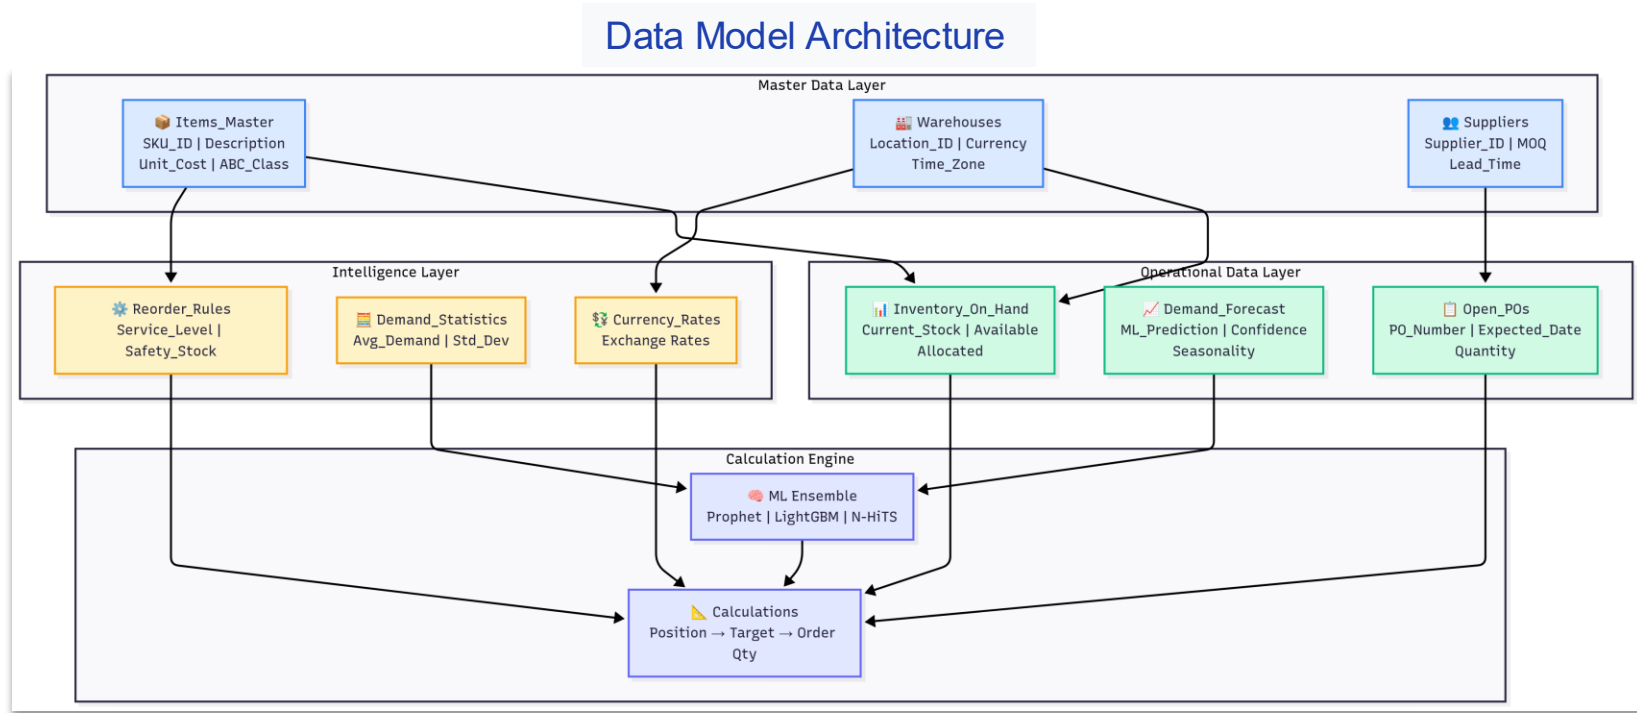 Data Model Architecture
Master Data Layer
📦 Items_Master
SKU_ID | Description
Unit_Cost | ABC_Class
🏭 Warehouses
Location_ID | Currency
Time_Zone
👥 Suppliers
Supplier_ID | MOQ
Lead_Time
Intelligence Layer
⚙️ Reorder_Rules
Service_Level |
Safety_Stock
🧮 Demand_Statistics
Avg_Demand | Std_Dev
💱 Currency_Rates
Exchange Rates
Operational Data Layer
📊 Inventory_On_Hand
Current_Stock | Available
Allocated
📈 Demand_Forecast
ML_Prediction | Confidence
Seasonality
📋 Open_POs
PO_Number | Expected_Date
Quantity
Calculation Engine
🧠 ML Ensemble
Prophet | LightGBM | N-HiTS
📐 Calculations
Position → Target → Order
Qty